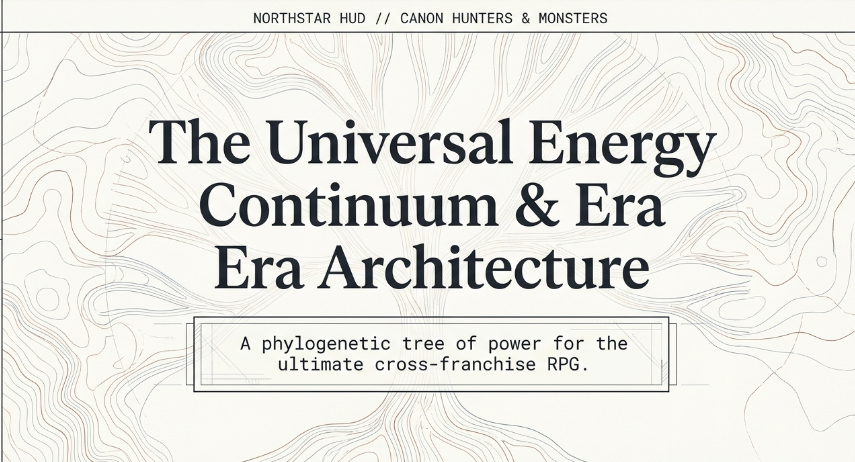 NORTHSTAR HUD // CANON HUNTERS & MONSTERS
The Universal Energy
Continuum & Era
Era Architecture
A phylogenetic tree of power for the
ultimate cross-franchise RPG.